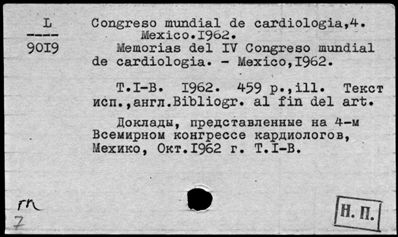 L
9019
Congreso mundial de cardiologia,4.
Mexico.1962.
Memorias del IV Congreso mundial
de cardiologia. - Mexico,1962.
Т.I-В. 1962. 459 p.,ill. Текст
исп.,англ.Bibliogr. al fin del art.
Доклады, представленные на 4-м
Всемирном конгрессе кардиологов,
Мехико, Окт.1962 г. Т.I-В.
гп
7
Н. П.